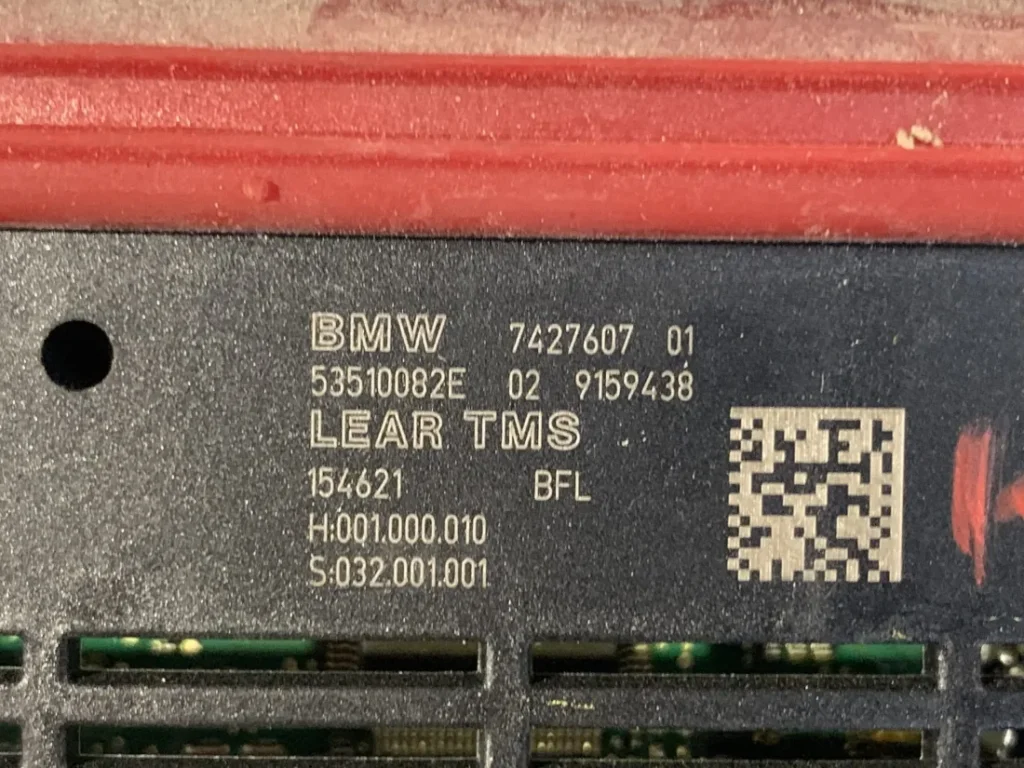 BMW 7427607 01
53510082E 02 9159438
LEAR TMS
154621 BFL
H:001.000.010
S:032.001.001